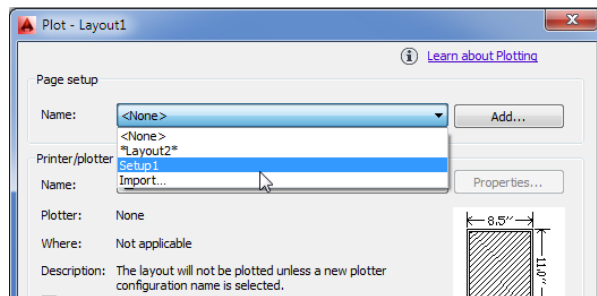 Plot - Layout1
Learn about Plotting
Page setup
Name: <None> Add...
<None>
*Layout2*
Printer/plotter
Setup1
Name: Import... Properties...
Plotter: None
8.5″
Where: Not applicable
11.0″
Description: The layout will not be plotted unless a new plotter
configuration name is selected.